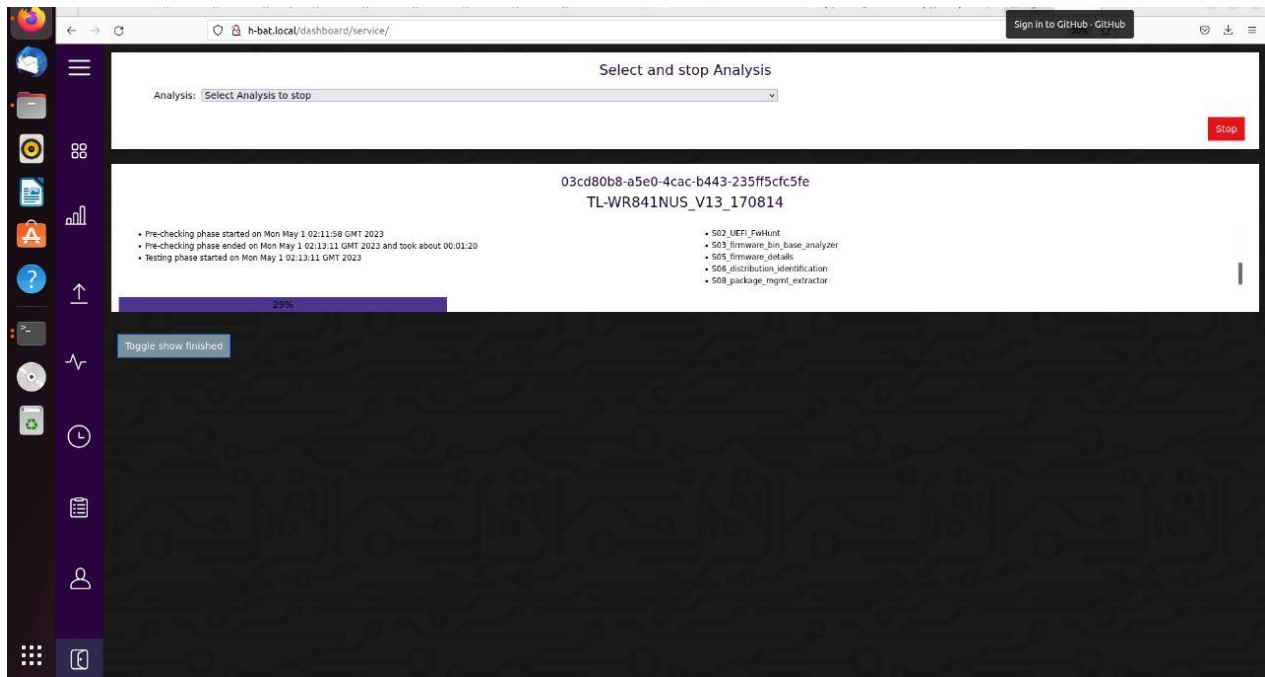 Sign in to GitHub · GitHub
h-bat.local/dashboard/service/
Select and stop Analysis
Analysis: Select Analysis to stop
Stop
03cd80b8-a5e0-4cac-b443-235ff5cfc5fe
TL-WR841NUS_V13_170814
• Pre-checking phase started on Mon May 1 02:11:58 GMT 2023
• Pre-checking phase ended on Mon May 1 02:13:11 GMT 2023 and took about 00:01:20
• Testing phase started on Mon May 1 02:13:11 GMT 2023
• S02_UEFI_FwHunt
• S03_firmware_bin_base_analyzer
• S05_firmware_details
• S06_distribution_identification
• S08_package_mgmt_extractor
29%
Toggle show finished